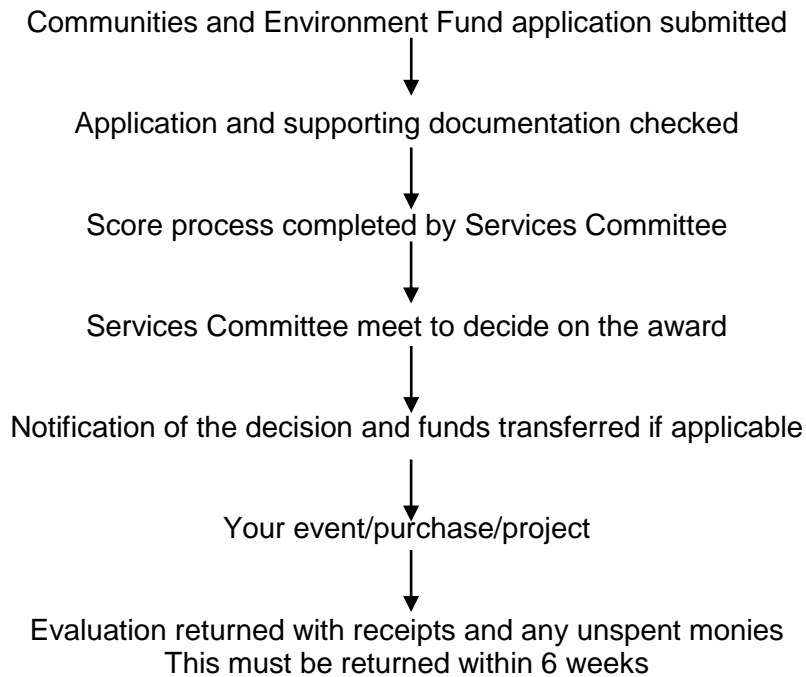 Communities and Environment Fund application submitted
Application and supporting documentation checked
Score process completed by Services Committee
Services Committee meet to decide on the award
Notification of the decision and funds transferred if applicable
Your event/purchase/project
Evaluation returned with receipts and any unspent monies
This must be returned within 6 weeks